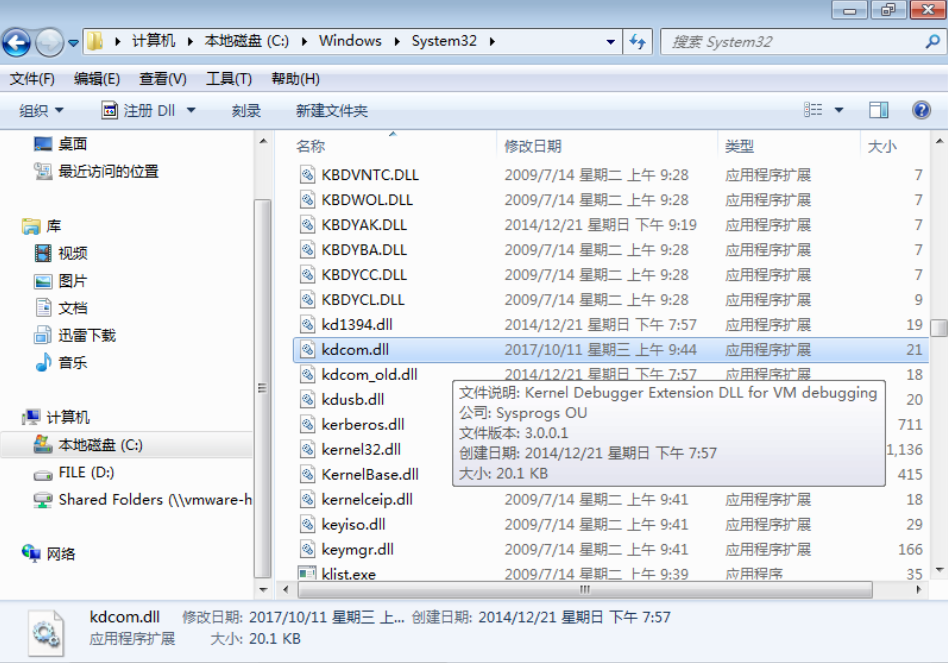 计算机 本地磁盘 (C:) Windows System32 搜索 System32
文件(F) 编辑(E) 查看(V) 工具(T) 帮助(H)
组织 注册 Dll 刻录 新建文件夹
桌面
最近访问的位置
库
视频
图片
文档
迅雷下载
音乐
计算机
本地磁盘 (C:)
FILE (D:)
Shared Folders (\\vmware-h
网络
名称 修改日期 类型 大小
KBDVNTC.DLL 2009/7/14 星期二 上午 9:28 应用程序扩展 7
KBDWOL.DLL 2009/7/14 星期二 上午 9:28 应用程序扩展 7
KBDYAK.DLL 2014/12/21 星期日 下午 9:19 应用程序扩展 7
KBDYBA.DLL 2009/7/14 星期二 上午 9:28 应用程序扩展 7
KBDYCC.DLL 2009/7/14 星期二 上午 9:28 应用程序扩展 7
KBDYCL.DLL 2009/7/14 星期二 上午 9:28 应用程序扩展 9
kd1394.dll 2014/12/21 星期日 下午 7:57 应用程序扩展 19
kdcom.dll 2017/10/11 星期三 上午 9:44 应用程序扩展 21
kdcom_old.dll 2014/12/21 星期日 下午 7:57 应用程序扩展 18
kdusb.dll 20
kerberos.dll 711
kernel32.dll 1,136
KernelBase.dll 415
kernelceip.dll 2009/7/14 星期二 上午 9:41 应用程序扩展 18
keyiso.dll 2009/7/14 星期二 上午 9:41 应用程序扩展 29
keymgr.dll 2009/7/14 星期二 上午 9:41 应用程序扩展 166
klist.exe 2009/7/14 星期二 上午 9:39 应用程序 35
文件说明: Kernel Debugger Extension DLL for VM debugging
公司: Sysprogs OU
文件版本: 3.0.0.1
创建日期: 2014/12/21 星期日 下午 7:57
大小: 20.1 KB
kdcom.dll 修改日期: 2017/10/11 星期三 上... 创建日期: 2014/12/21 星期日 下午 7:57
应用程序扩展 大小: 20.1 KB